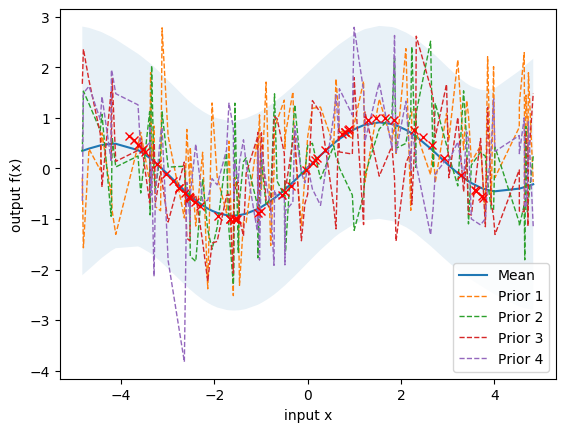 output f(x)
3
2
1
0
−1
−2
−3
−4
−4
−2
0
2
4
input x
Mean
Prior 1
Prior 2
Prior 3
Prior 4